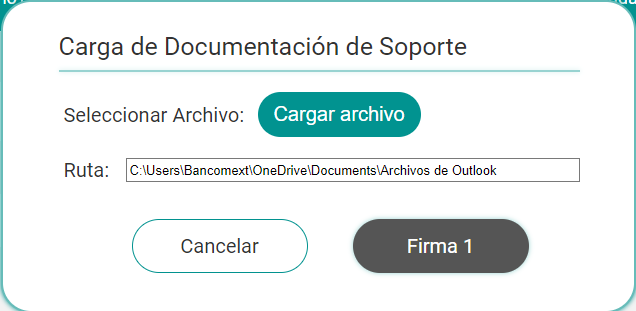 Carga de Documentación de Soporte
Seleccionar Archivo: Cargar archivo
Ruta: C:\Users\Bancomext\OneDrive\Documents\Archivos de Outlook
Cancelar Firma 1